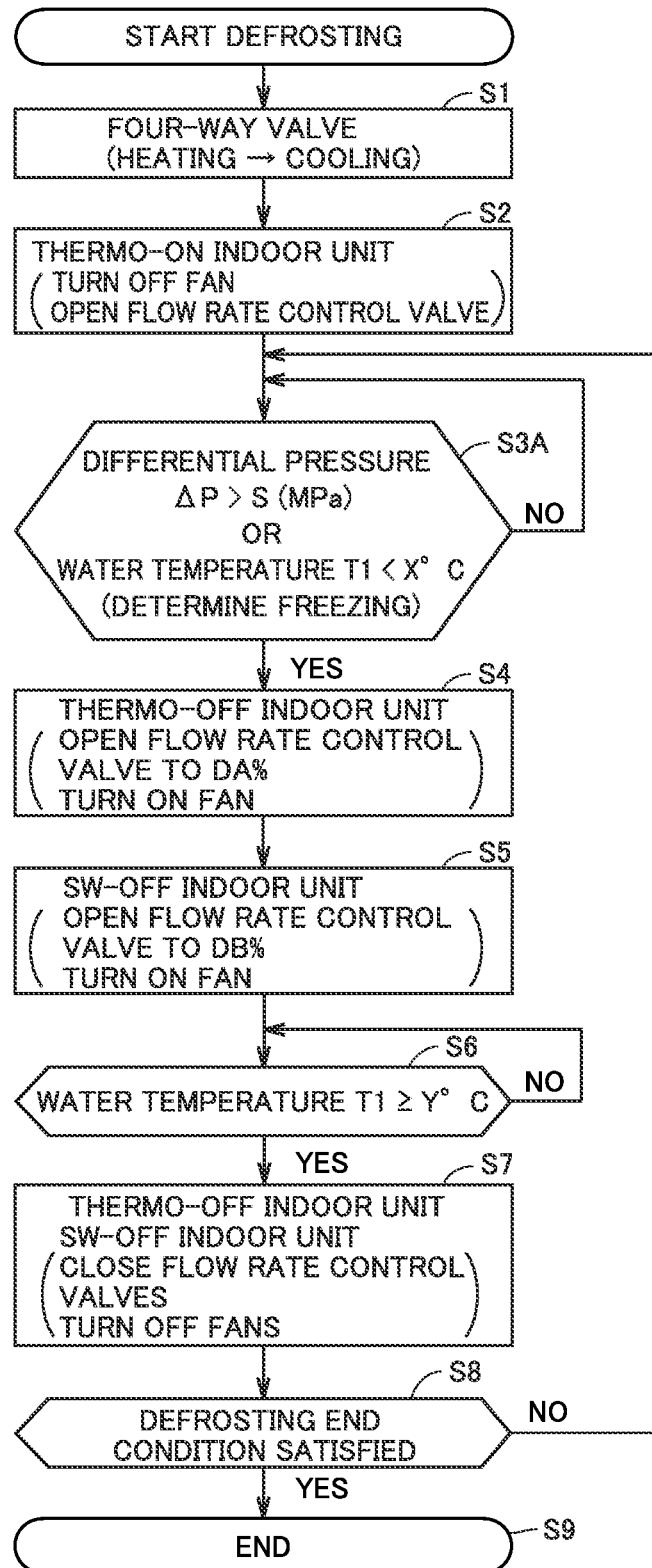 START DEFROSTING
S1
FOUR-WAY VALVE
(HEATING → COOLING)
S2
THERMO-ON INDOOR UNIT
(TURN OFF FAN
OPEN FLOW RATE CONTROL VALVE)
S3A
DIFFERENTIAL PRESSURE
ΔP > S (MPa)
OR
WATER TEMPERATURE T1 < X° C
(DETERMINE FREEZING)
NO
YES
S4
THERMO-OFF INDOOR UNIT
(OPEN FLOW RATE CONTROL
VALVE TO DA%
TURN ON FAN)
S5
SW-OFF INDOOR UNIT
(OPEN FLOW RATE CONTROL
VALVE TO DB%
TURN ON FAN)
S6
WATER TEMPERATURE T1 ≥ Y° C
NO
YES
S7
THERMO-OFF INDOOR UNIT
SW-OFF INDOOR UNIT
(CLOSE FLOW RATE CONTROL
VALVES
TURN OFF FANS)
S8
DEFROSTING END
CONDITION SATISFIED
NO
YES
S9
END